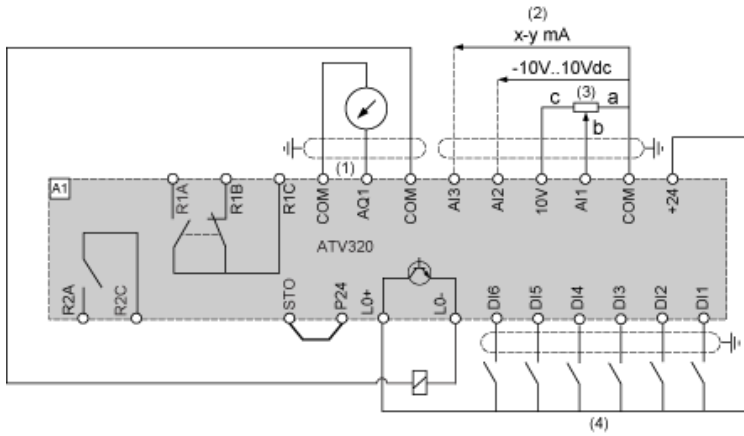 (2)
x-y mA
-10V..10Vdc
c (3) a
b
(1)
A1
R1A R1B R1C COM AQ1 COM AI3 AI2 10V AI1 COM +24
ATV320
R2A R2C STO P24 L0+ L0- DI6 DI5 DI4 DI3 DI2 DI1
(4)